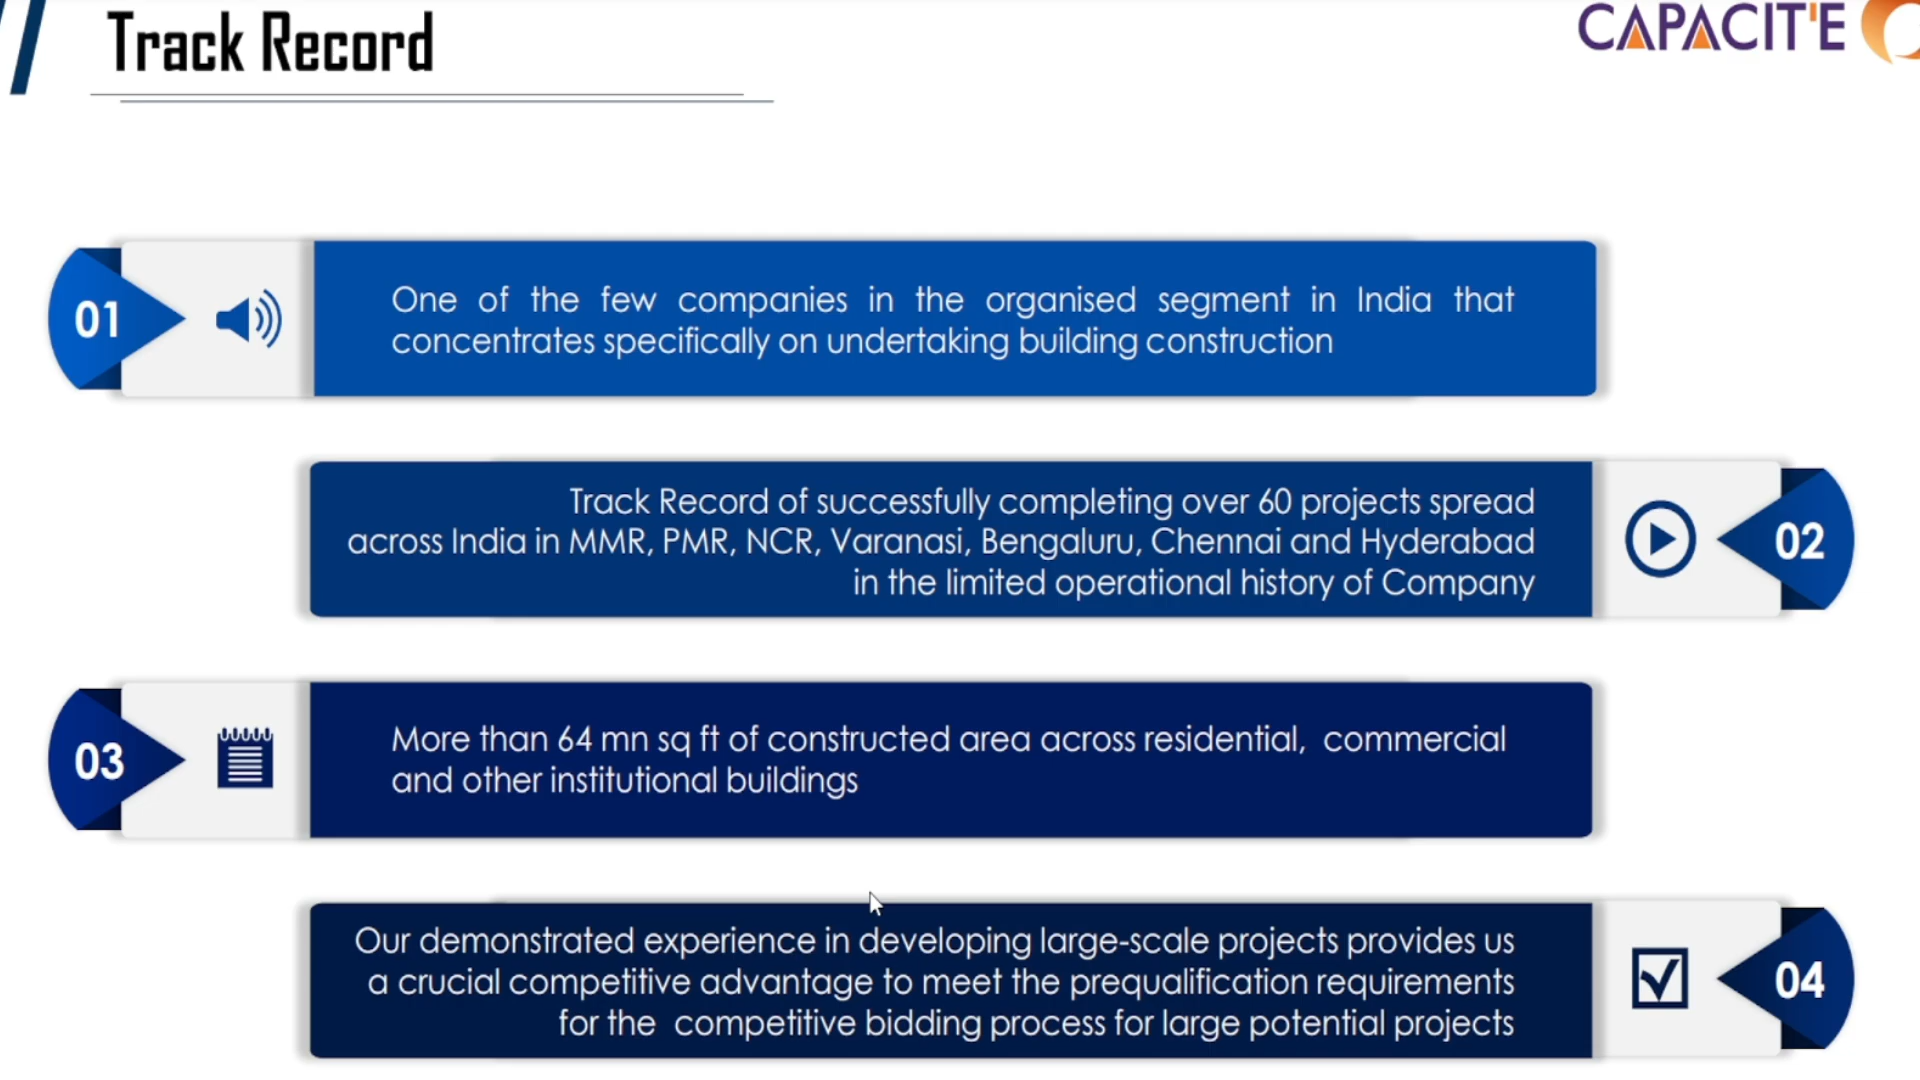 Track Record
CAPACIT'E
01
One of the few companies in the organised segment in India that
concentrates specifically on undertaking building construction
Track Record of successfully completing over 60 projects spread
across India in MMR, PMR, NCR, Varanasi, Bengaluru, Chennai and Hyderabad
in the limited operational history of Company
02
03
More than 64 mn sq ft of constructed area across residential, commercial
and other institutional buildings
Our demonstrated experience in developing large-scale projects provides us
a crucial competitive advantage to meet the prequalification requirements
for the competitive bidding process for large potential projects
04